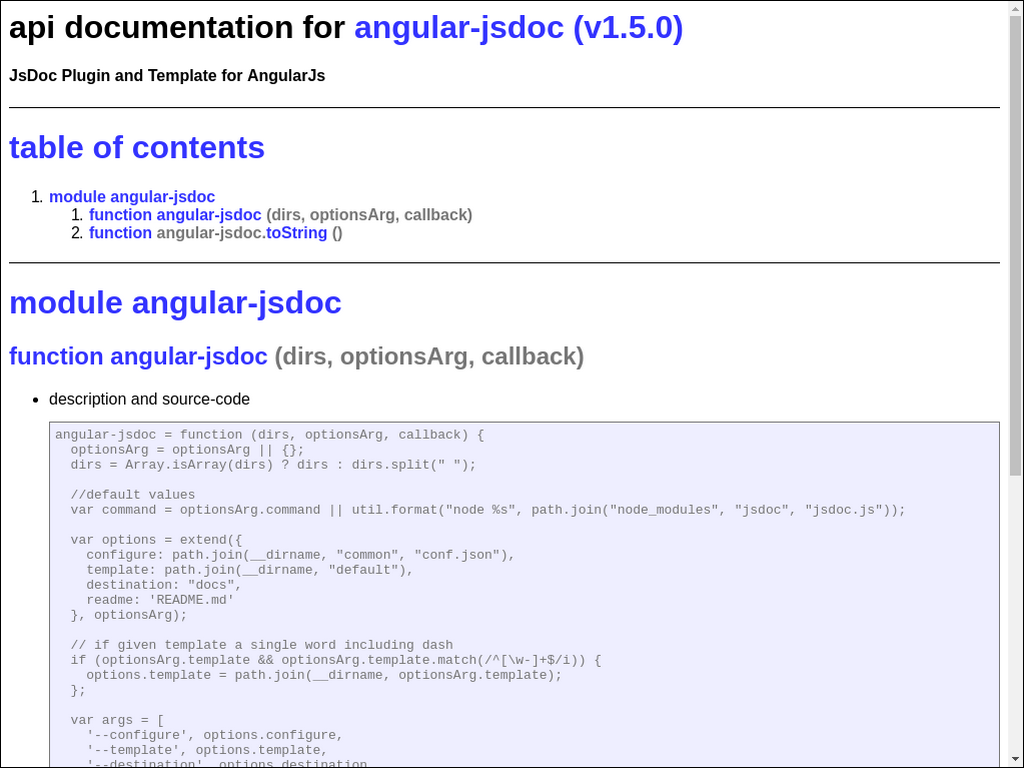 api documentation for angular-jsdoc (v1.5.0)
JsDoc Plugin and Template for AngularJs
table of contents
1. module angular-jsdoc
1. function angular-jsdoc (dirs, optionsArg, callback)
2. function angular-jsdoc.toString ()
module angular-jsdoc
function angular-jsdoc (dirs, optionsArg, callback)
• description and source-code
angular-jsdoc = function (dirs, optionsArg, callback) {
  optionsArg = optionsArg || {};
  dirs = Array.isArray(dirs) ? dirs : dirs.split(" ");
  //default values
  var command = optionsArg.command || util.format("node %s", path.join("node_modules", "jsdoc", "jsdoc.js"));
  var options = extend({
    configure: path.join(__dirname, "common", "conf.json"),
    template: path.join(__dirname, "default"),
    destination: "docs",
    readme: 'README.md'
  }, optionsArg);
  // if given template a single word including dash
  if (optionsArg.template && optionsArg.template.match(/^[\w-]+$/i)) {
    options.template = path.join(__dirname, optionsArg.template);
  };
  var args = [
    '--configure', options.configure,
    '--template', options.template,
    '--destination', options.destination